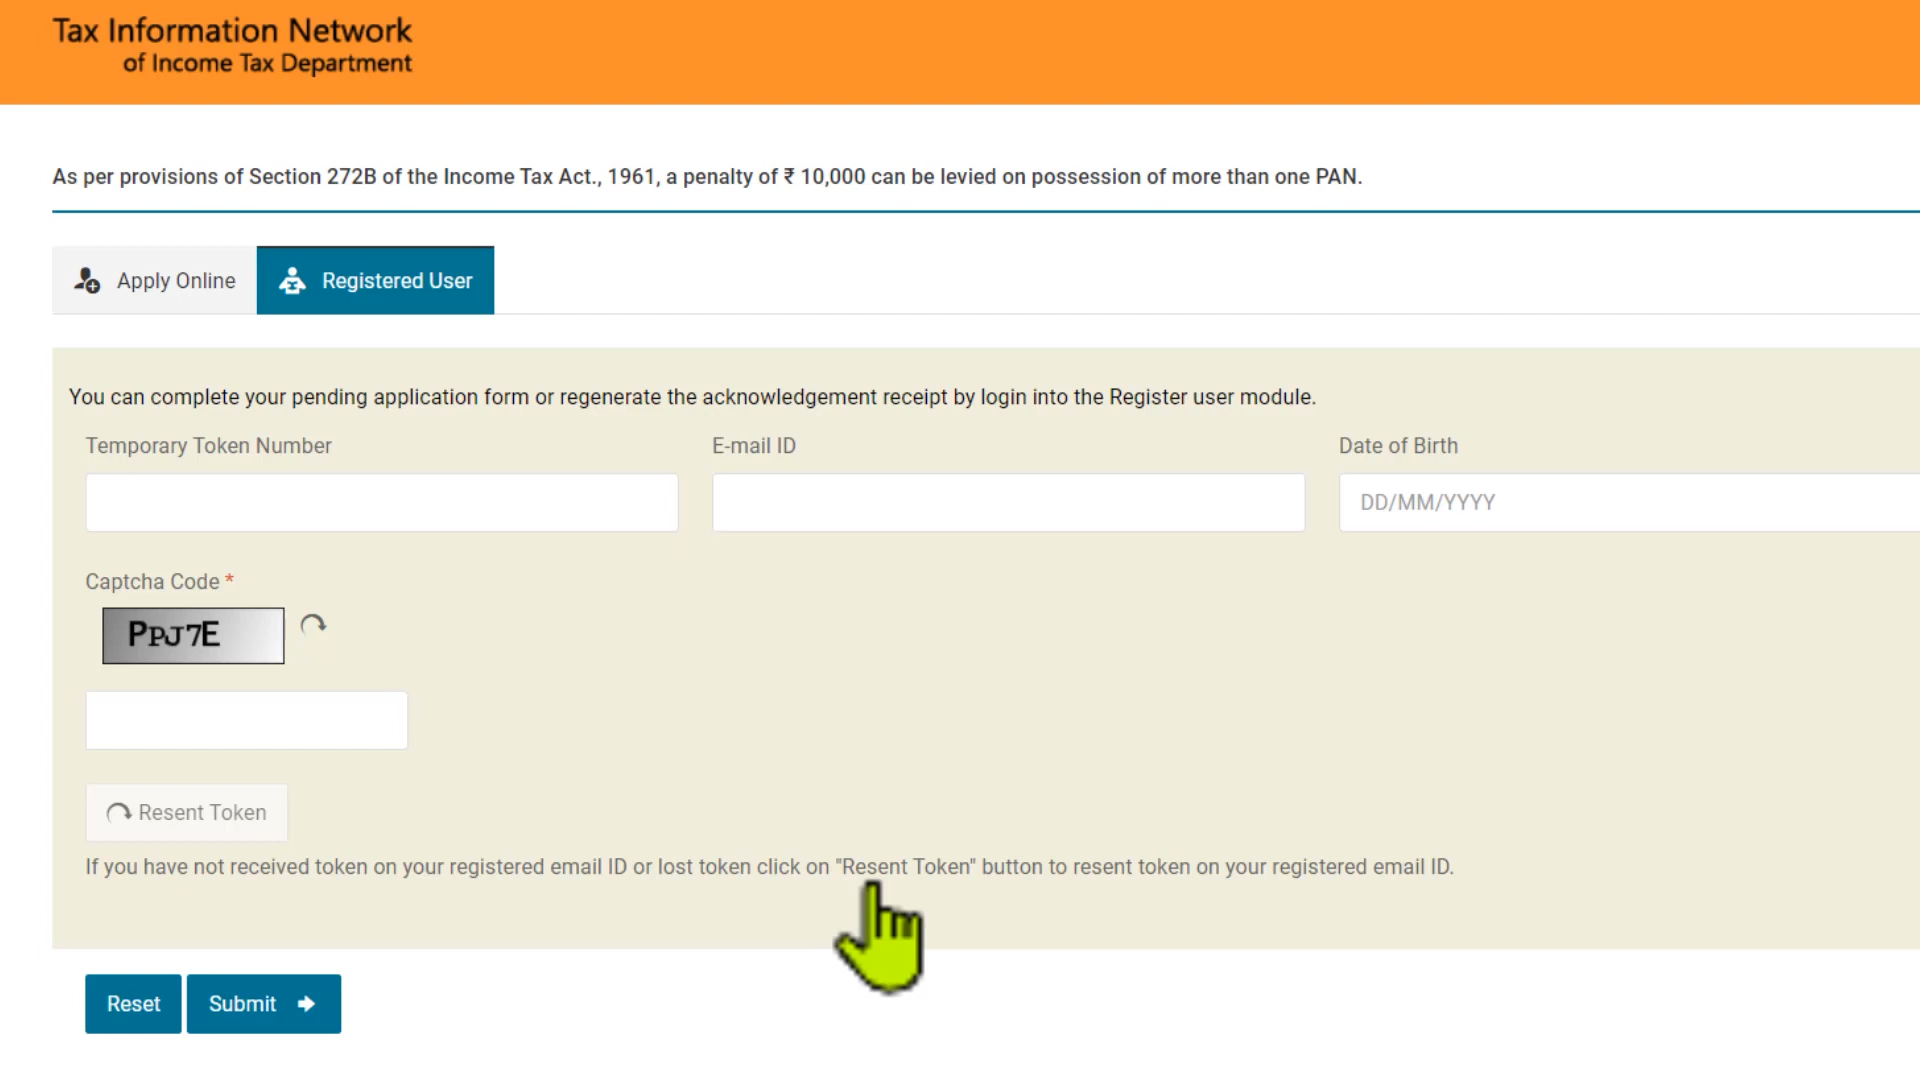 Tax Information Network
of Income Tax Department
As per provisions of Section 272B of the Income Tax Act., 1961, a penalty of ₹ 10,000 can be levied on possession of more than one PAN.
Apply Online
Registered User
You can complete your pending application form or regenerate the acknowledgement receipt by login into the Register user module.
Temporary Token Number
E-mail ID
Date of Birth
DD/MM/YYYY
Captcha Code *
PPJ7E
Resent Token
If you have not received token on your registered email ID or lost token click on "Resent Token" button to resent token on your registered email ID.
Reset
Submit